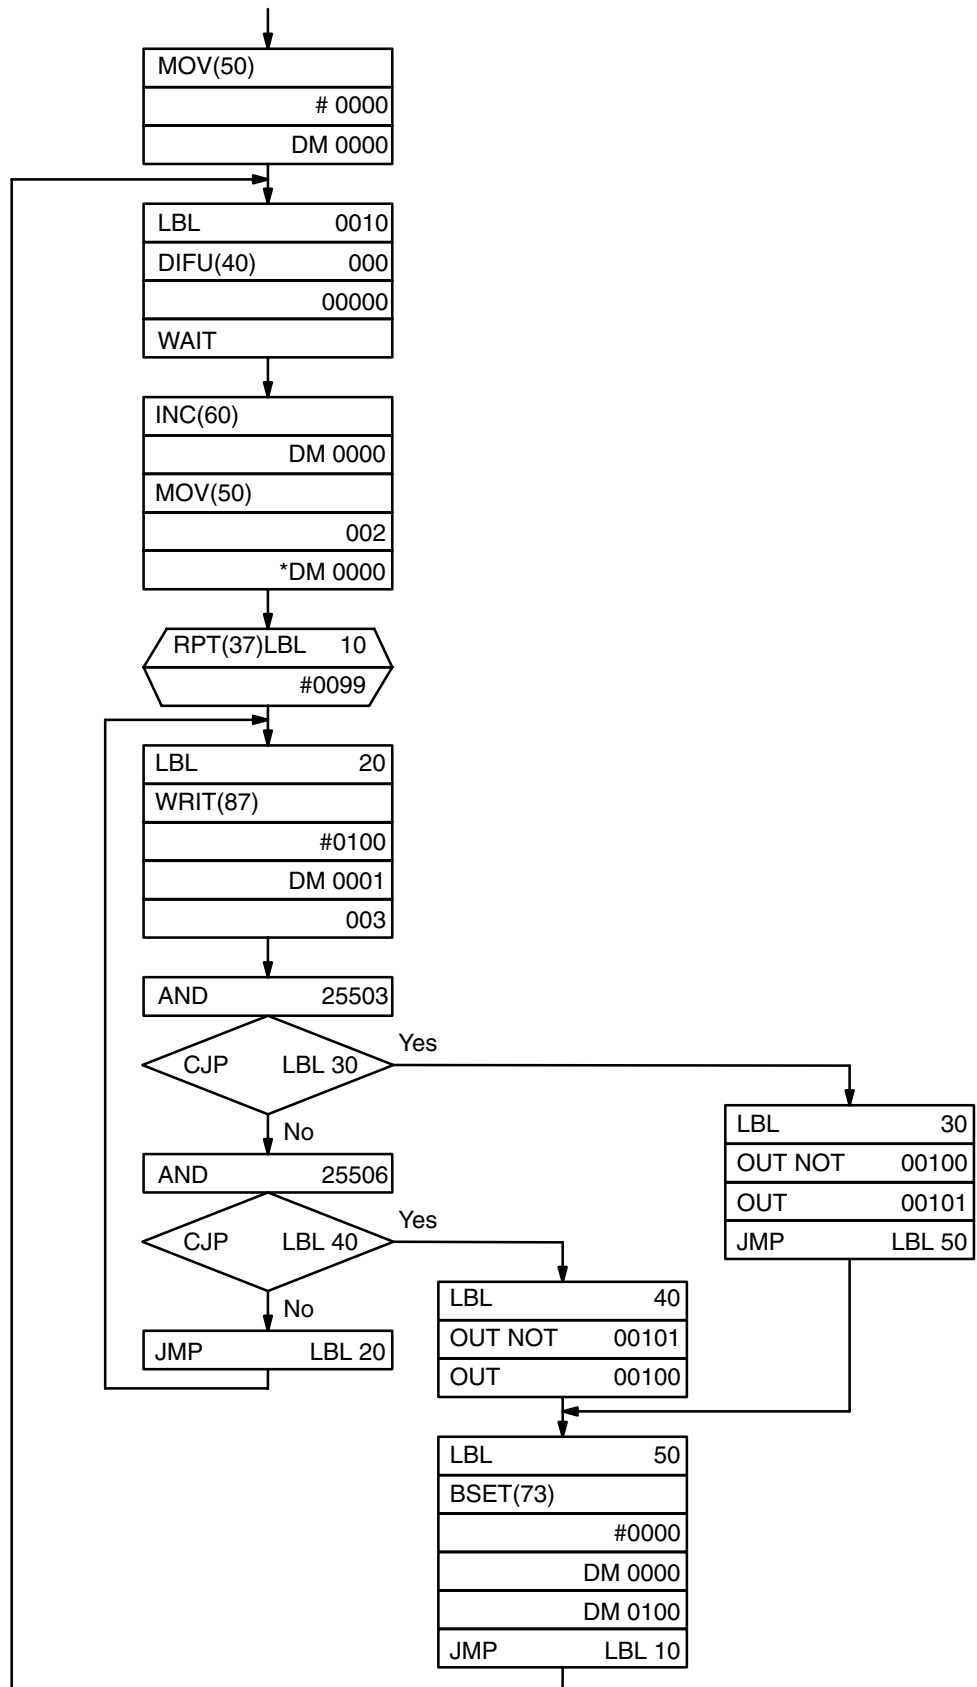 MOV(50)
# 0000
DM 0000
LBL 0010
DIFU(40) 000
00000
WAIT
INC(60)
DM 0000
MOV(50)
002
*DM 0000
RPT(37)LBL 10
#0099
LBL 20
WRIT(87)
#0100
DM 0001
003
AND 25503
CJP LBL 30
Yes
No
AND 25506
CJP LBL 40
Yes
No
JMP LBL 20
LBL 30
OUT NOT 00100
OUT 00101
JMP LBL 50
LBL 40
OUT NOT 00101
OUT 00100
LBL 50
BSET(73)
#0000
DM 0000
DM 0100
JMP LBL 10